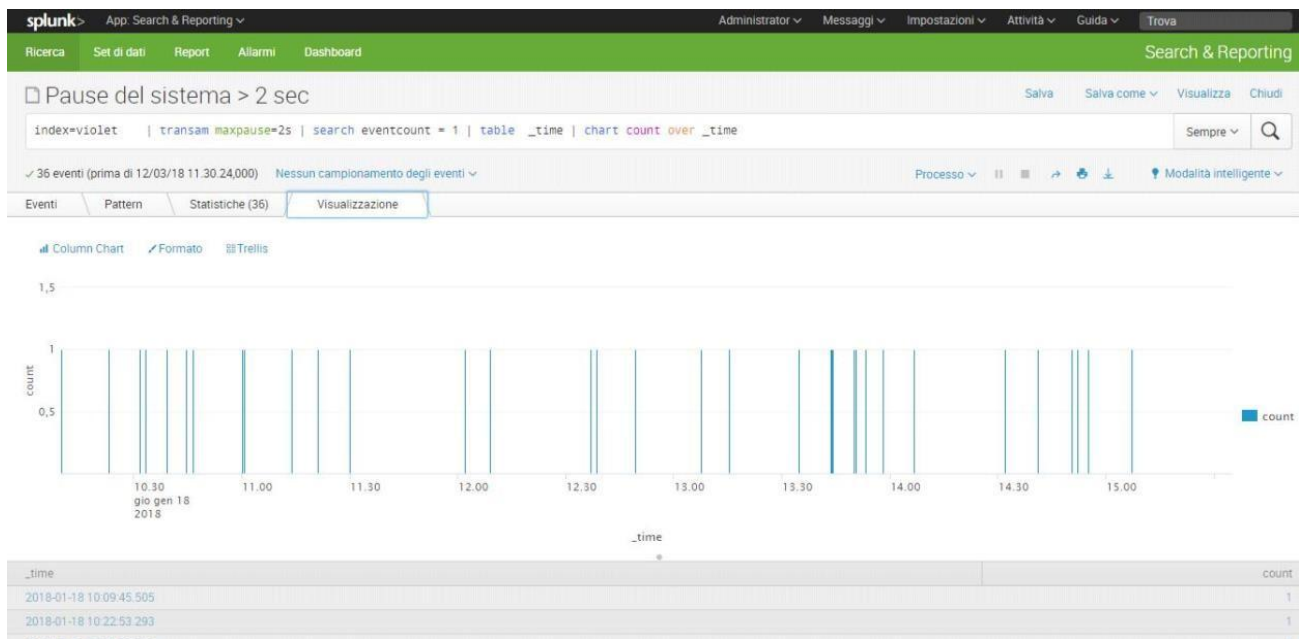 splunk> App: Search & Reporting Administrator Messaggi Impostazioni Attività Guida Trova
Ricerca Set di dati Report Allarmi Dashboard Search & Reporting
Pause del sistema > 2 sec Salva Salva come Visualizza Chiudi
index=violet | transam maxpause=2s | search eventcount = 1 | table _time | chart count over _time Sempre
36 eventi (prima di 12/03/18 11.30.24,000) Nessun campionamento degli eventi Processo Modalità intelligente
Eventi Pattern Statistiche (36) Visualizzazione
Column Chart Formato Trellis
1,5
1
0,5
count
count
10.30 11.00 11.30 12.00 12.30 13.00 13.30 14.00 14.30 15.00
gio gen 18
2018
_time
_time count
2018-01-18 10:09:45.505 1
2018-01-18 10:22:53.293 1